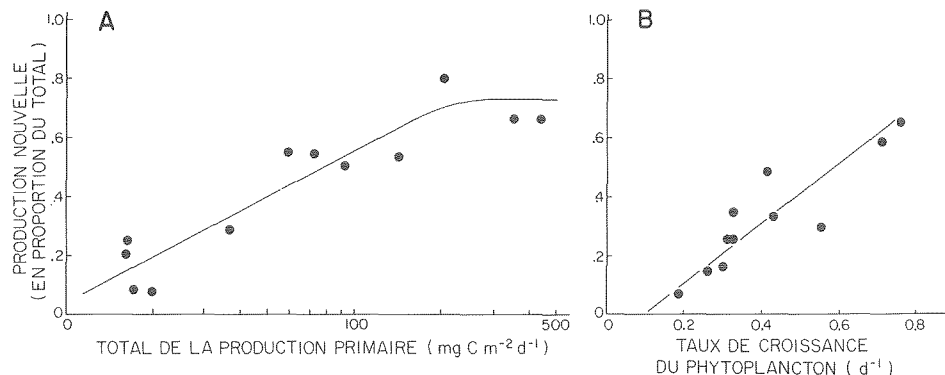 A
PRODUCTION NOUVELLE
(EN PROPORTION DU TOTAL)
1.0
.8
.6
.4
.2
0
0
100
500
TOTAL DE LA PRODUCTION PRIMAIRE (mg C m⁻² d⁻¹)
B
1.0
.8
.6
.4
.2
0
0
0.2
0.4
0.6
0.8
TAUX DE CROISSANCE
DU PHYTOPLANCTON (d⁻¹)